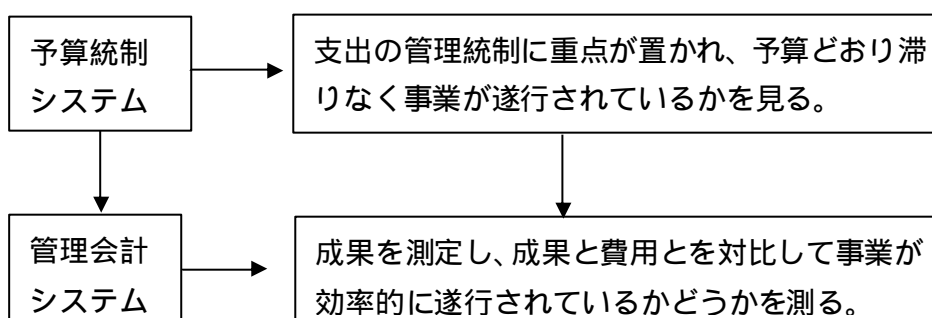 予算統制
システム
支出の管理統制に重点が置かれ、予算どおり滞
りなく事業が遂行されているかを見る。
管理会計
システム
成果を測定し、成果と費用とを対比して事業が
効率的に遂行されているかどうかを測る。